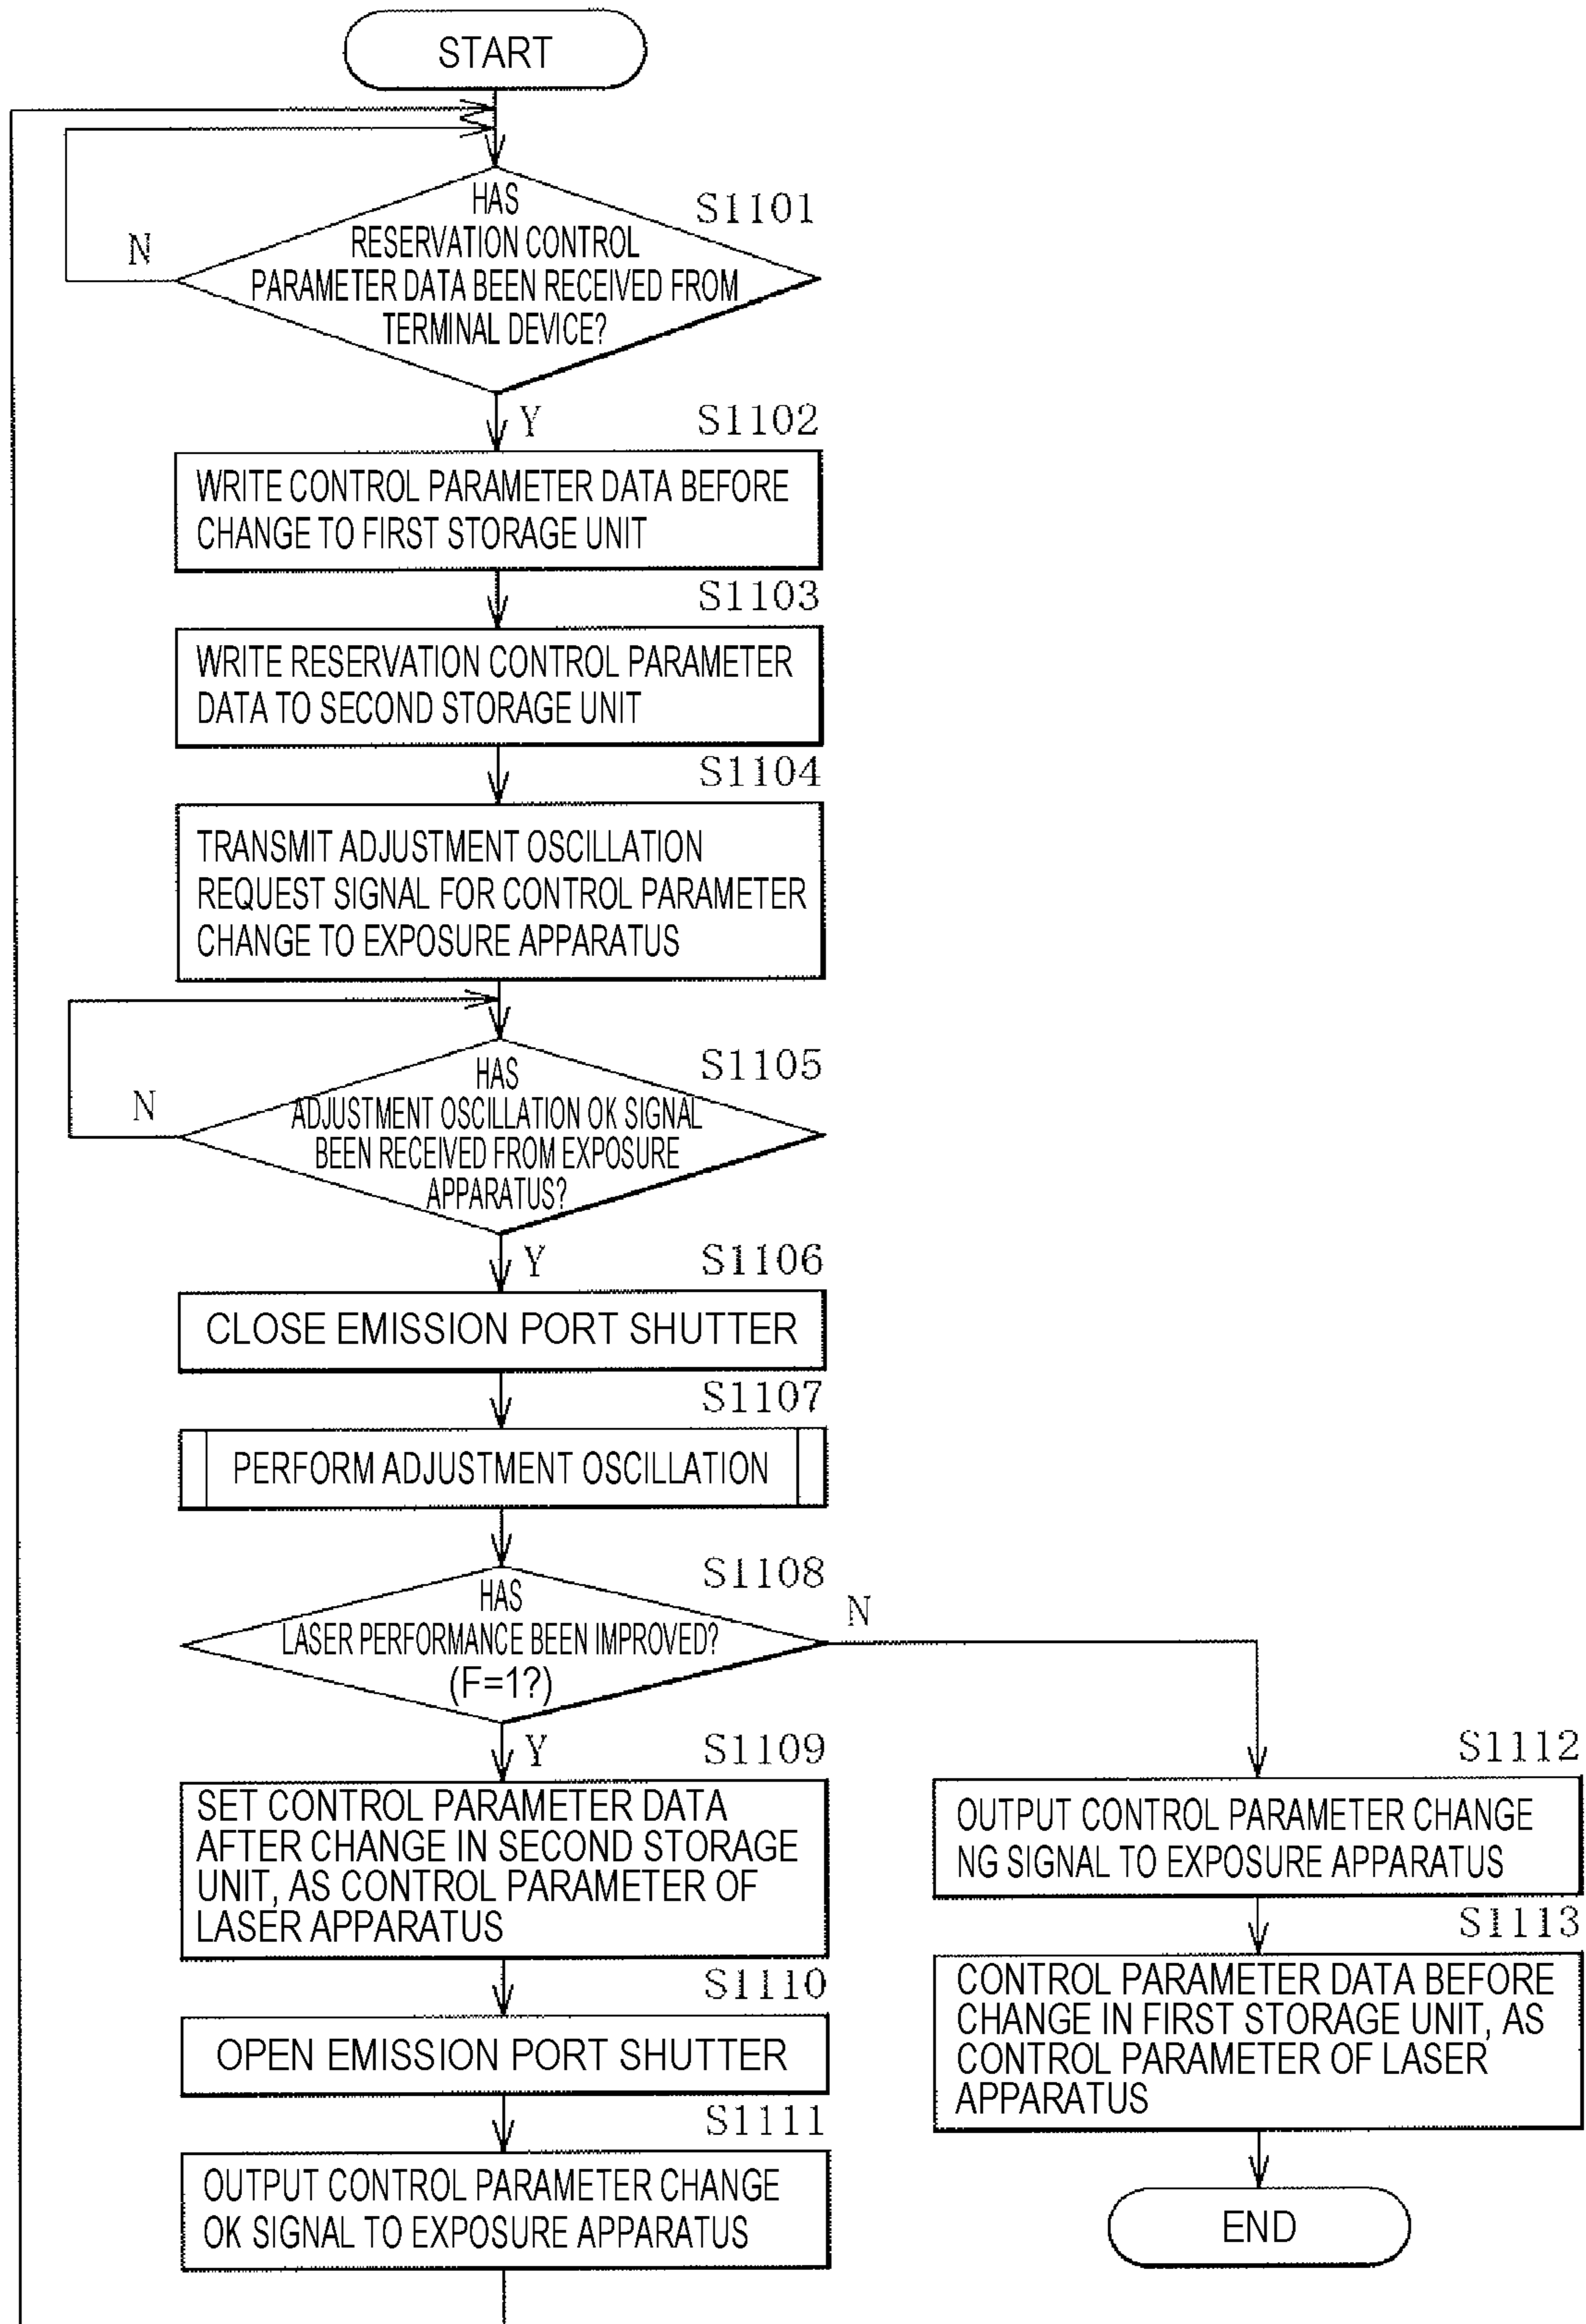 START
HAS
RESERVATION CONTROL
PARAMETER DATA BEEN RECEIVED FROM
TERMINAL DEVICE?
S1101
N
Y
S1102
WRITE CONTROL PARAMETER DATA BEFORE
CHANGE TO FIRST STORAGE UNIT
S1103
WRITE RESERVATION CONTROL PARAMETER
DATA TO SECOND STORAGE UNIT
S1104
TRANSMIT ADJUSTMENT OSCILLATION
REQUEST SIGNAL FOR CONTROL PARAMETER
CHANGE TO EXPOSURE APPARATUS
S1105
HAS
ADJUSTMENT OSCILLATION OK SIGNAL
BEEN RECEIVED FROM EXPOSURE
APPARATUS?
N
Y
S1106
CLOSE EMISSION PORT SHUTTER
S1107
PERFORM ADJUSTMENT OSCILLATION
S1108
HAS
LASER PERFORMANCE BEEN IMPROVED?
(F=1?)
N
Y
S1109
SET CONTROL PARAMETER DATA
AFTER CHANGE IN SECOND STORAGE
UNIT, AS CONTROL PARAMETER OF
LASER APPARATUS
S1110
OPEN EMISSION PORT SHUTTER
S1111
OUTPUT CONTROL PARAMETER CHANGE
OK SIGNAL TO EXPOSURE APPARATUS
S1112
OUTPUT CONTROL PARAMETER CHANGE
NG SIGNAL TO EXPOSURE APPARATUS
S1113
CONTROL PARAMETER DATA BEFORE
CHANGE IN FIRST STORAGE UNIT, AS
CONTROL PARAMETER OF LASER
APPARATUS
END